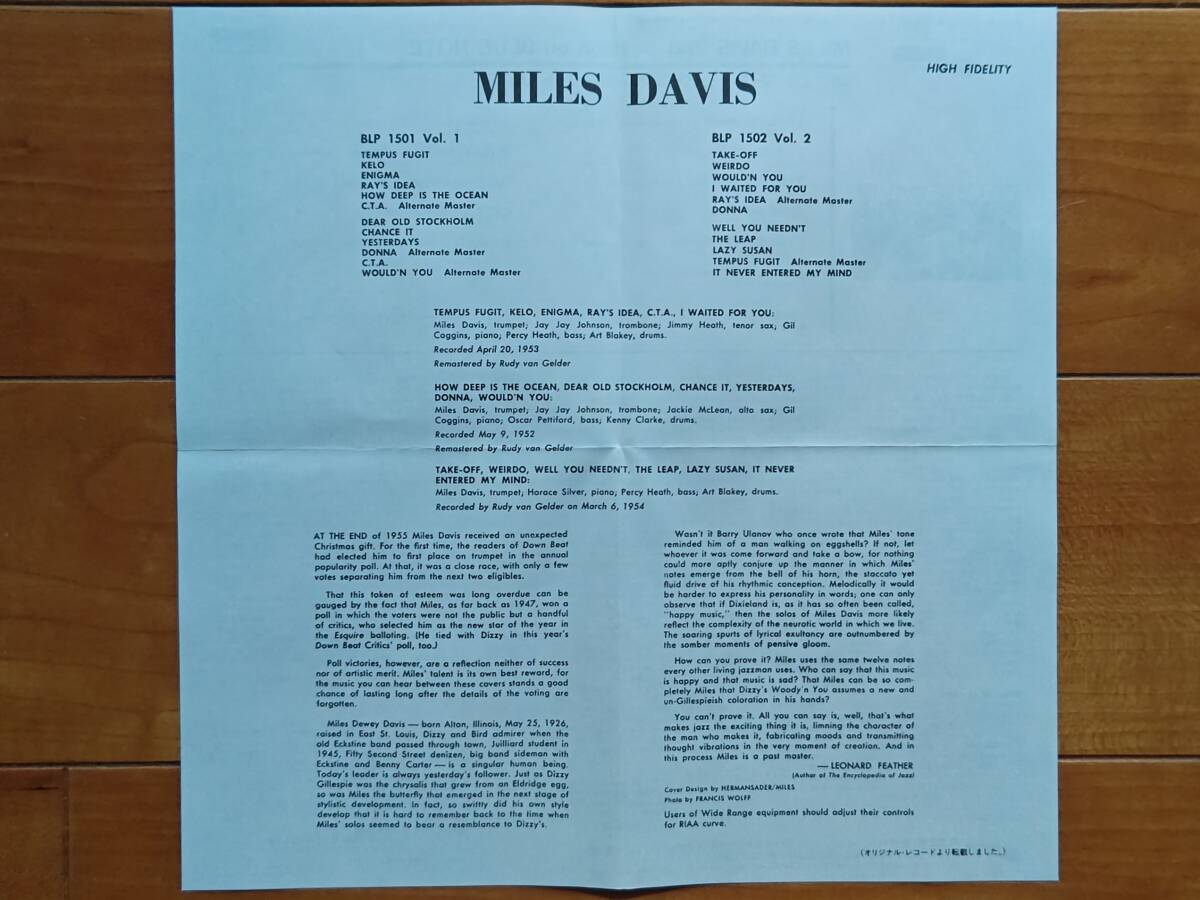 MILES DAVIS
HIGH FIDELITY
BLP 1501 Vol. 1
TEMPUS FUGIT
KELO
ENIGMA
RAY'S IDEA
HOW DEEP IS THE OCEAN
C.T.A. Alternate Master
DEAR OLD STOCKHOLM
CHANCE IT
YESTERDAYS
DONNA Alternate Master
C.T.A.
WOULD'N YOU Alternate Master
BLP 1502 Vol. 2
TAKE-OFF
WEIRDO
WOULD'N YOU
I WAITED FOR YOU
RAY'S IDEA Alternate Master
DONNA
WELL YOU NEEDN'T
THE LEAP
LAZY SUSAN
TEMPUS FUGIT Alternate Master
IT NEVER ENTERED MY MIND
TEMPUS FUGIT, KELO, ENIGMA, RAY'S IDEA, C.T.A., I WAITED FOR YOU:
Miles Davis, trumpet; Jay Jay Johnson, trombone; Jimmy Heath, tenor sax; Gil
Coggins, piano; Percy Heath, bass; Art Blakey, drums.
Recorded April 20, 1953
Remastered by Rudy van Gelder
HOW DEEP IS THE OCEAN, DEAR OLD STOCKHOLM, CHANCE IT, YESTERDAYS,
DONNA, WOULD'N YOU:
Miles Davis, trumpet; Jay Jay Johnson, trombone; Jackie McLean, alto sax; Gil
Coggins, piano; Oscar Pettiford, bass; Kenny Clarke, drums.
Recorded May 9, 1952
Remastered by Rudy van Gelder
TAKE-OFF, WEIRDO, WELL YOU NEEDN'T, THE LEAP, LAZY SUSAN, IT NEVER
ENTERED MY MIND:
Miles Davis, trumpet; Horace Silver, piano; Percy Heath, bass; Art Blakey, drums.
Recorded by Rudy van Gelder on March 6, 1954
AT THE END of 1955 Miles Davis received an unexpected
Christmas gift. For the first time, the readers of Down Beat
had elected him to first place on trumpet in the annual
popularity poll. At that, it was a close race, with only a few
votes separating him from the next two eligibles.
That this token of esteem was long overdue can be
gauged by the fact that Miles, as far back as 1947, won a
poll in which the voters were not the public but a handful
of critics, who selected him as the new star of the year in
the Esquire balloting. (He tied with Dizzy in this year's
Down Beat Critics' poll, too.)
Poll victories, however, are a reflection neither of success
nor of artistic merit. Miles' talent is its own best reward, for
the music you can hear between these covers stands a good
chance of lasting long after the details of the voting are
forgotten.
Miles Dewey Davis — born Alton, Illinois, May 25, 1926,
raised in East St. Louis, Dizzy and Bird admirer when the
old Eckstine band passed through town, Juilliard student in
1945, Fifty Second Street denizen, big band sideman with
Eckstine and Benny Carter — is a singular human being.
Today's leader is always yesterday's follower. Just as Dizzy
Gillespie was the chrysalis that grew from an Eldridge egg,
so was Miles the butterfly that emerged in the next stage of
stylistic development. In fact, so swiftly did his own style
develop that it is hard to remember back to the time when
Miles' solos seemed to bear a resemblance to Dizzy's.
Wasn't it Barry Ulanov who once wrote that Miles' tone
reminded him of a man walking on eggshells? If not, let
whoever it was come forward and take a bow, for nothing
could more aptly conjure up the manner in which Miles'
notes emerge from the bell of his horn, the staccato yet
fluid drive of his rhythmic conception. Melodically it would
be harder to express his personality in words; one can only
observe that if Dixieland is, as it has so often been called,
"happy music," then the solos of Miles Davis more likely
reflect the complexity of the neurotic world in which we live.
The soaring spurts of lyrical exultancy are outnumbered by
the somber moments of pensive gloom.
How can you prove it? Miles uses the same twelve notes
every other living jazzman uses. Who can say that this music
is happy and that music is sad? That Miles can be so com-
pletely Miles that Dizzy's Woody'n You assumes a new and
un-Gillespieish coloration in his hands?
You can't prove it. All you can say is, well, that's what
makes jazz the exciting thing it is, limning the character of
the man who makes it, fabricating moods and transmitting
thought vibrations in the very moment of creation. And in
this process Miles is a past master.
— LEONARD FEATHER
(Author of The Encyclopedia of Jazz)
Cover Design by HERMANSADER/MILES
Photo by FRANCIS WOLFF
Users of Wide Range equipment should adjust their controls
for RIAA curve.
(オリジナル・レコードより転載しました。)